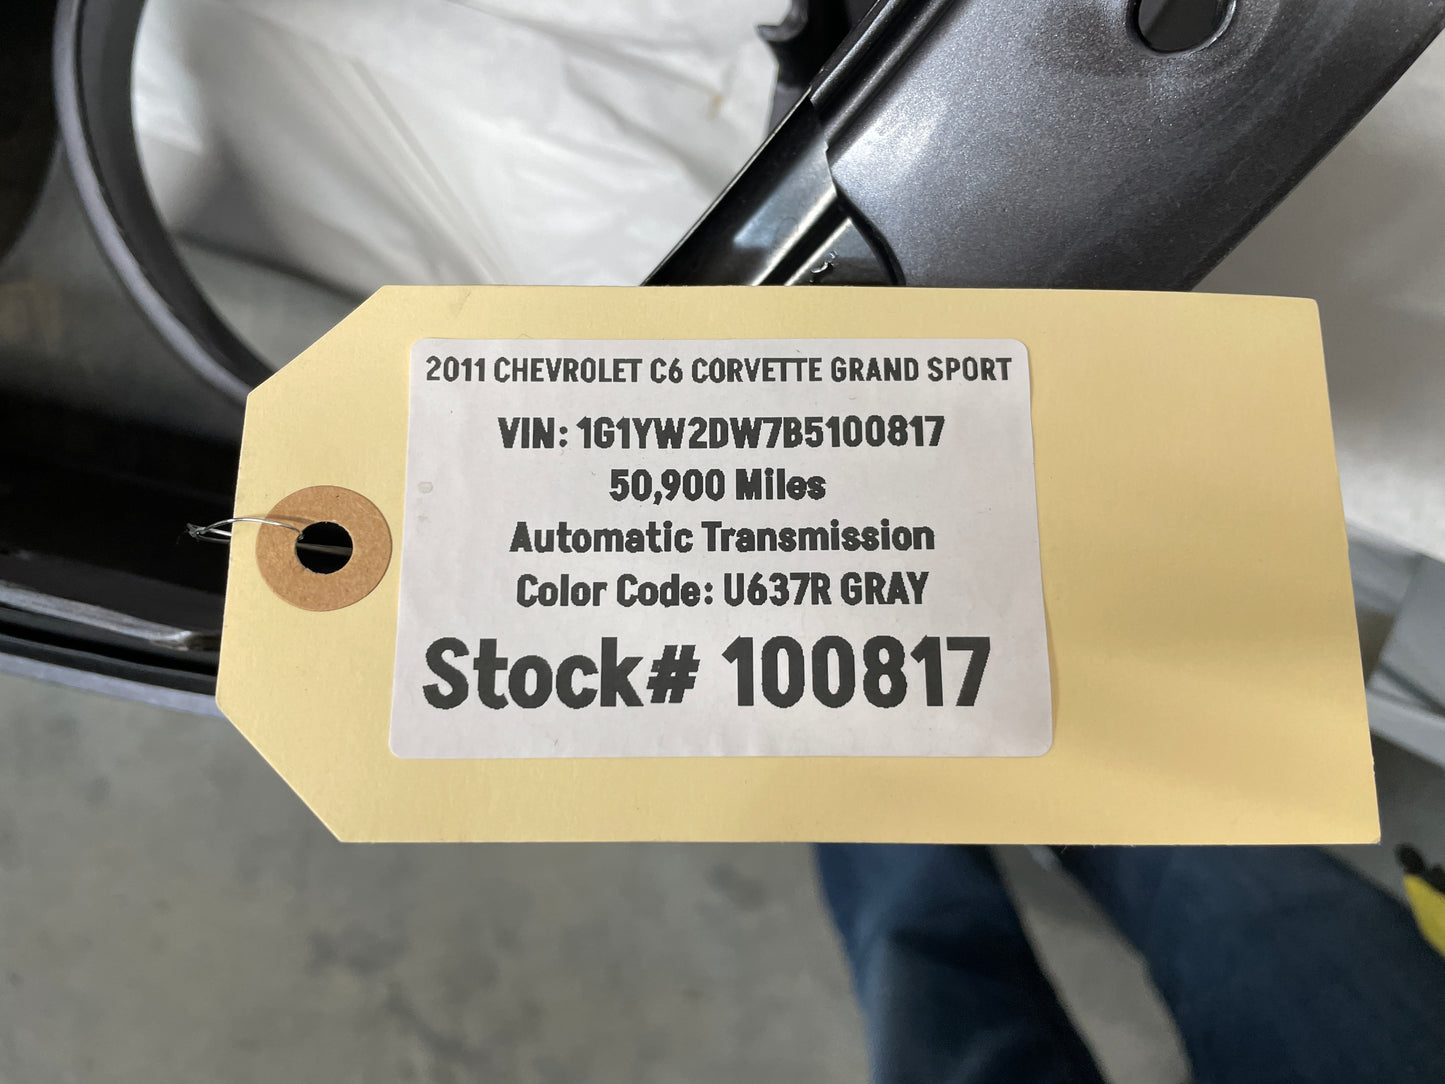 2011 CHEVROLET C6 CORVETTE GRAND SPORT
VIN: 1G1YW2DW7B5100817
50,900 Miles
Automatic Transmission
Color Code: U637R GRAY
Stock# 100817